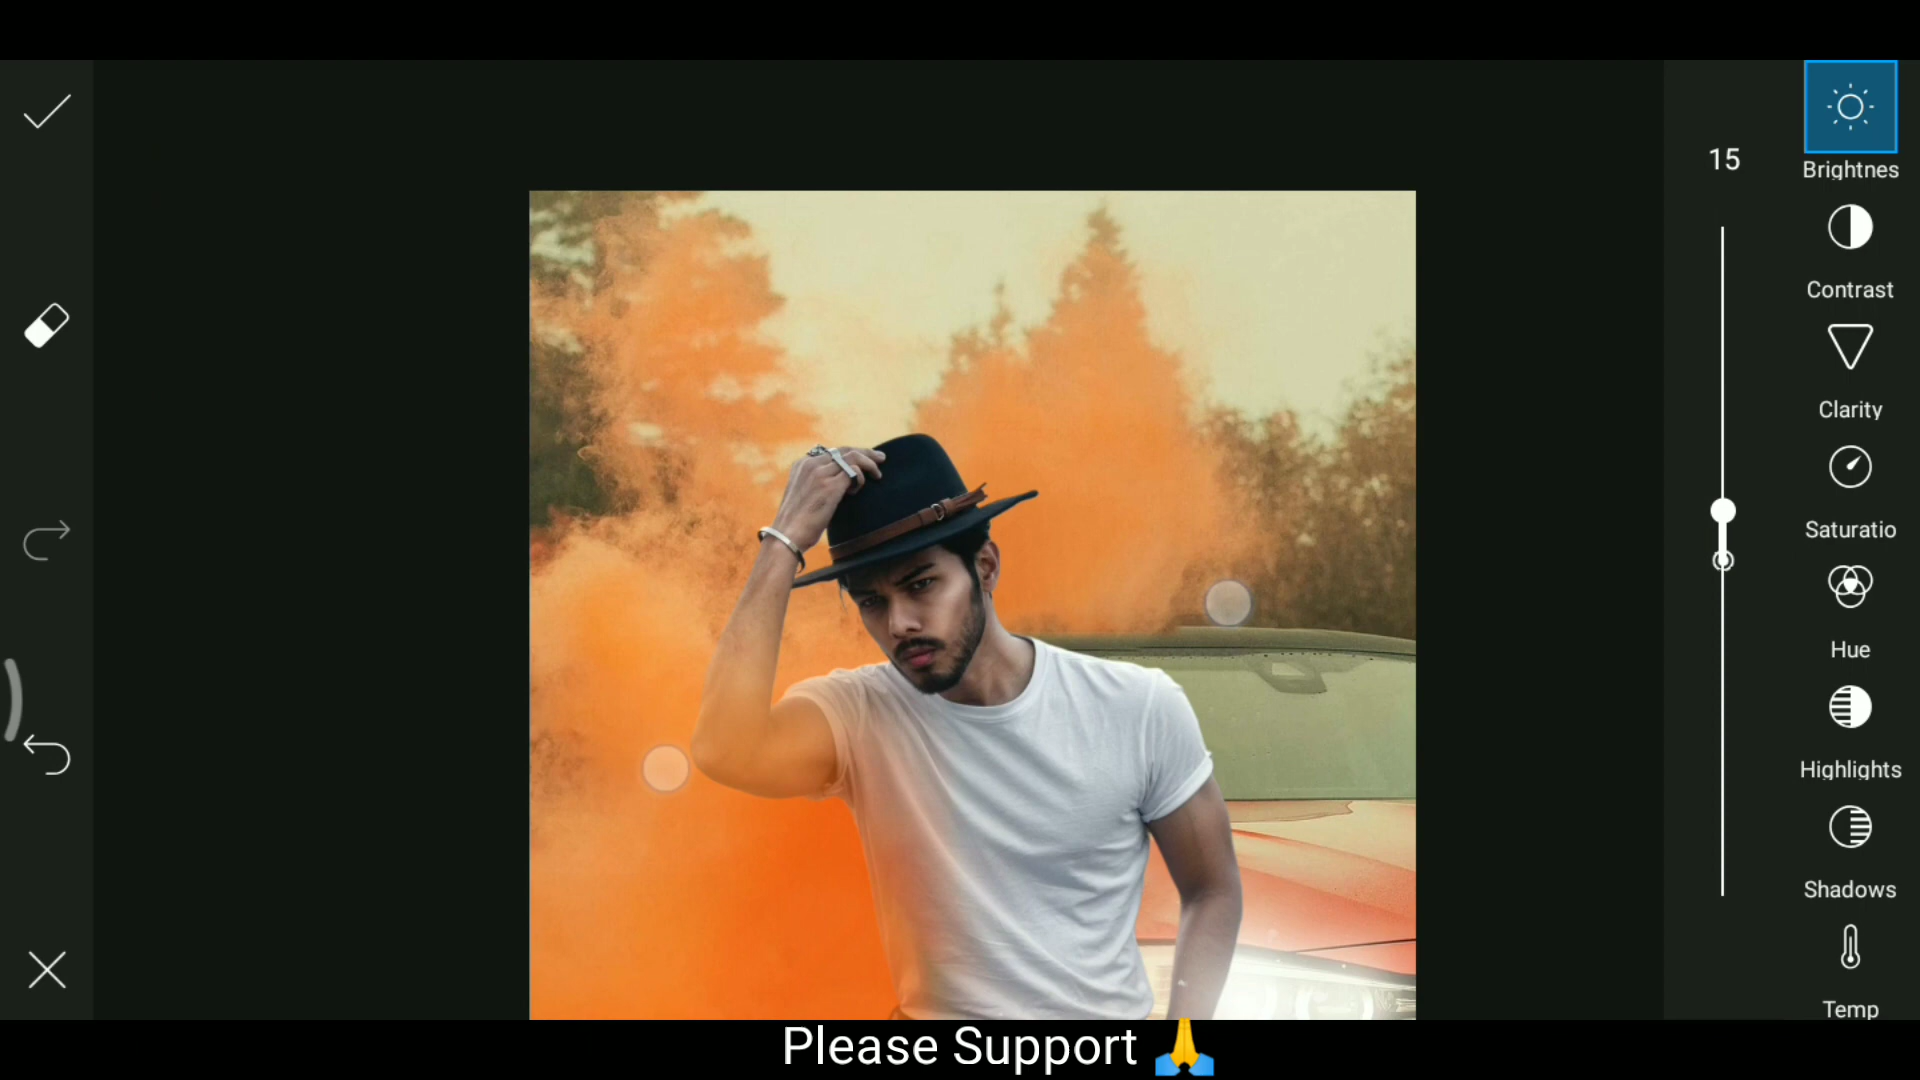 15
Brightnes
Contrast
Clarity
Saturatio
Hue
Highlights
Shadows
Temp
Please Support 🙏